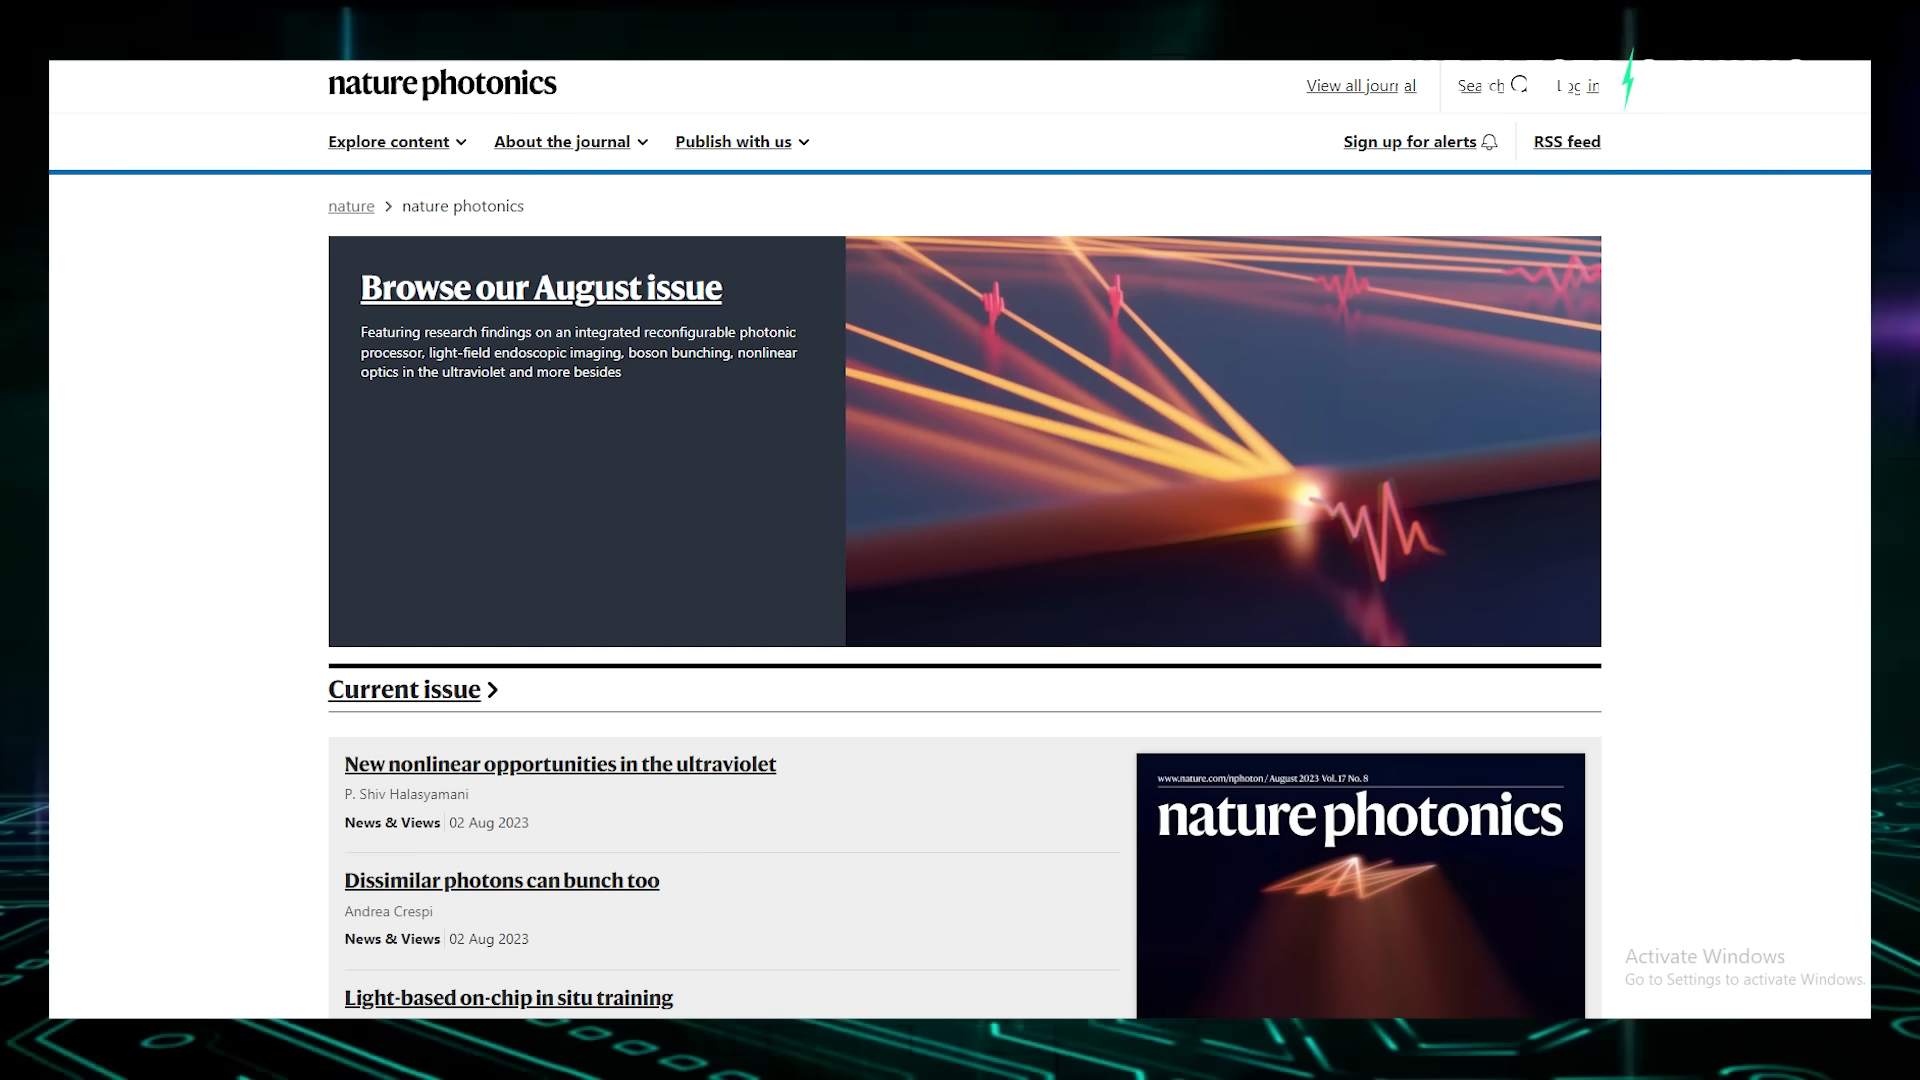 nature photonics
View all journal
Search
Log in
Explore content
About the journal
Publish with us
Sign up for alerts
RSS feed
nature > nature photonics
Browse our August issue
Featuring research findings on an integrated reconfigurable photonic
processor, light-field endoscopic imaging, boson bunching, nonlinear
optics in the ultraviolet and more besides
Current issue
New nonlinear opportunities in the ultraviolet
P. Shiv Halasyamani
News & Views 02 Aug 2023
Dissimilar photons can bunch too
Andrea Crespi
News & Views 02 Aug 2023
Light-based on-chip in situ training
www.nature.com/nphoton / August 2023 Vol. 17 No. 8
nature photonics
Activate Windows
Go to Settings to activate Windows.